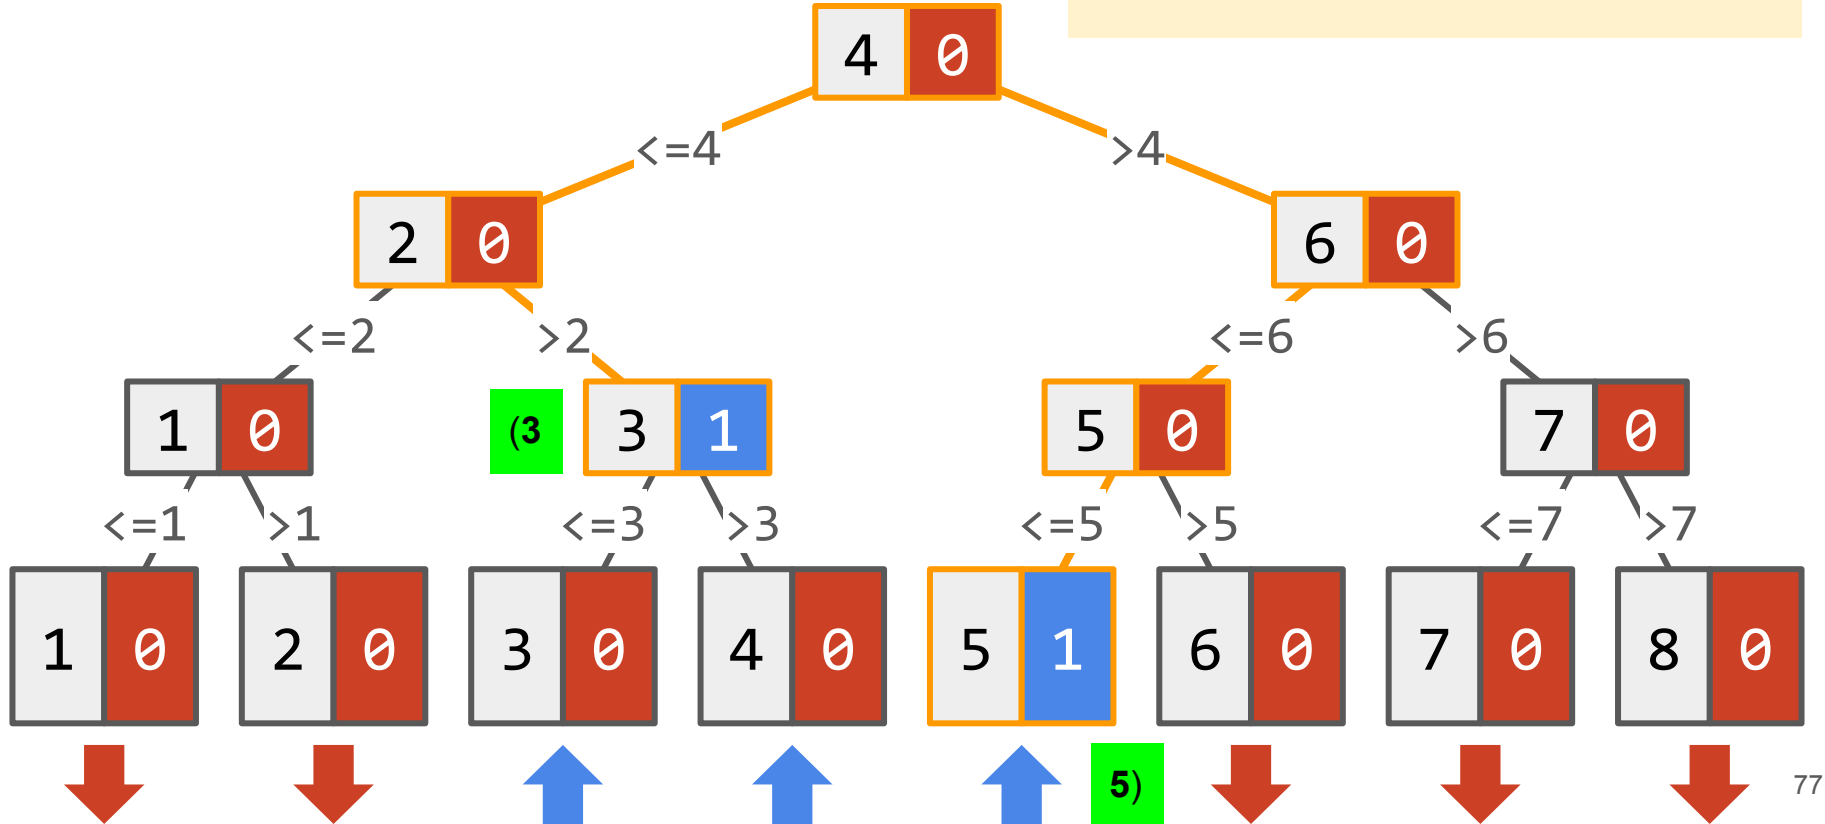 4 0
<=4 >4
2 0 6 0
<=2 >2 <=6 >6
1 0 (3 3 1 5 0 7 0
<=1 >1 <=3 >3 <=5 >5 <=7 >7
1 0 2 0 3 0 4 0 5 1 6 0 7 0 8 0
5) 77